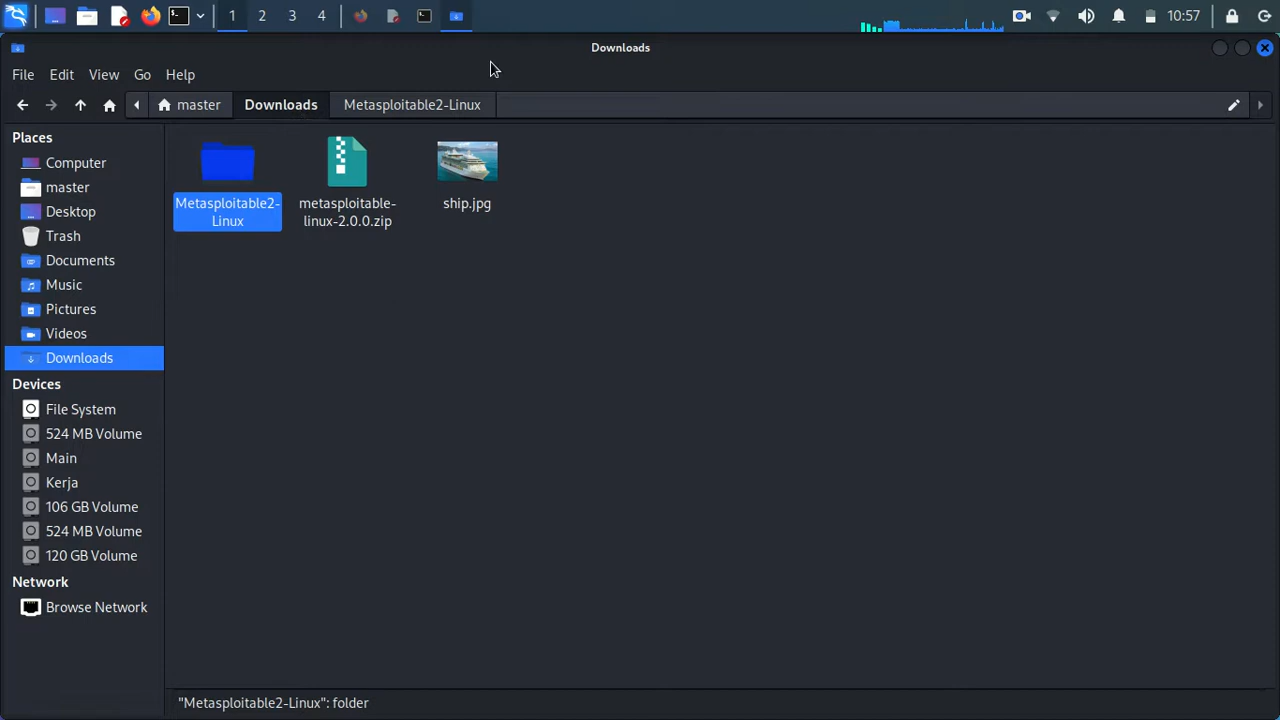 1 2 3 4 10:57
Downloads
File Edit View Go Help
master Downloads Metasploitable2-Linux
Places
Computer
master
Desktop
Trash
Documents
Music
Pictures
Videos
Downloads
Devices
File System
524 MB Volume
Main
Kerja
106 GB Volume
524 MB Volume
120 GB Volume
Network
Browse Network
Metasploitable2-
Linux
metasploitable-
linux-2.0.0.zip
ship.jpg
"Metasploitable2-Linux": folder